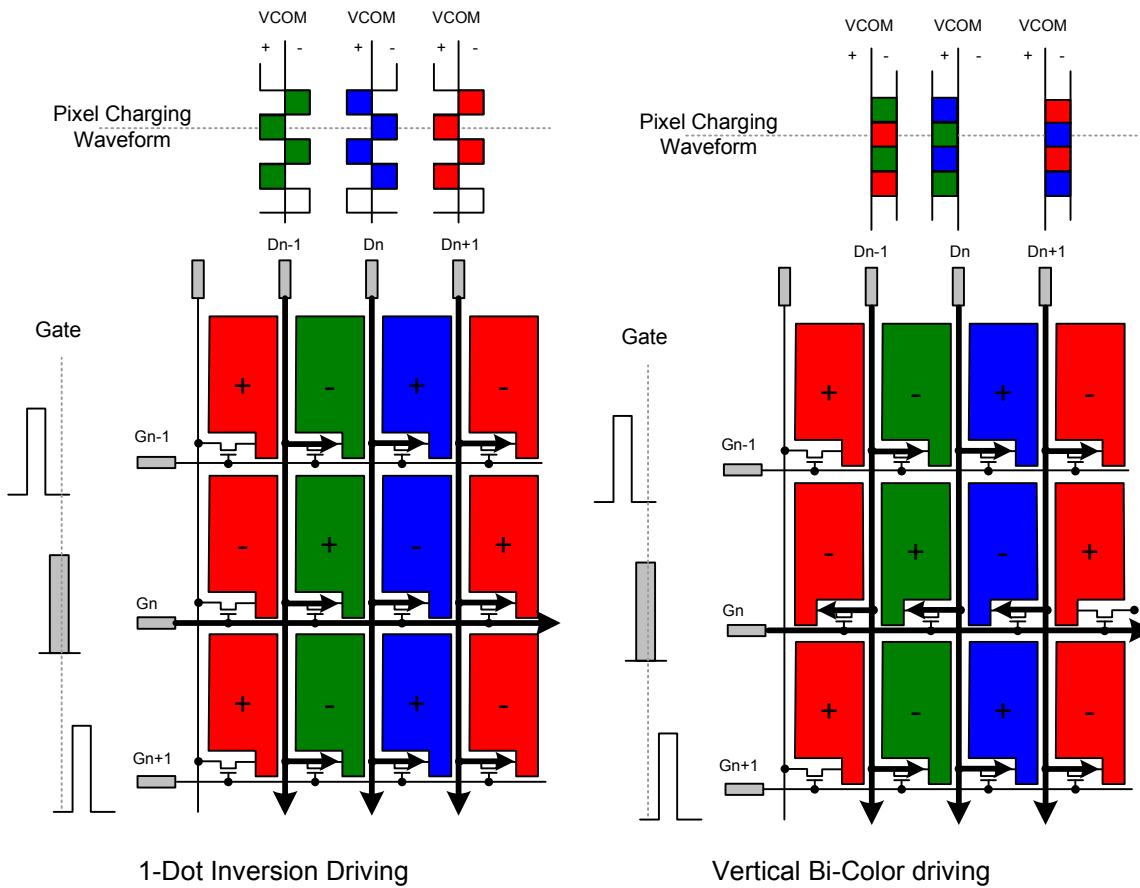 VCOM VCOM VCOM
+ - + - + -
Pixel Charging
Waveform
Dn-1 Dn Dn+1
Gate
+ - + -
Gn-1
- + - +
Gn
+ - + -
Gn+1
1-Dot Inversion Driving
VCOM VCOM VCOM
+ - + - + -
Pixel Charging
Waveform
Dn-1 Dn Dn+1
Gate
+ - + -
Gn-1
- + - +
Gn
+ - + -
Gn+1
Vertical Bi-Color driving